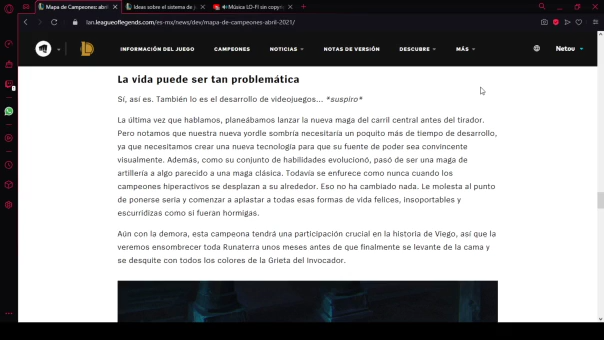 Mapa de Campeones: abril
Ideas sobre el sistema de j
Música LO-FI sin copyri
lan.leagueoflegends.com/es-mx/news/dev/mapa-de-campeones-abril-2021/
INFORMACIÓN DEL JUEGO CAMPEONES NOTICIAS NOTAS DE VERSIÓN DESCUBRE MÁS Netou
La vida puede ser tan problemática
Sí, así es. También lo es el desarrollo de videojuegos... *suspiro*
La última vez que hablamos, planeábamos lanzar la nueva maga del carril central antes del tirador.
Pero notamos que nuestra nueva yordle sombría necesitaría un poquito más de tiempo de desarrollo,
ya que necesitamos crear una nueva tecnología para que su fuente de poder sea convincente
visualmente. Además, como su conjunto de habilidades evolucionó, pasó de ser una maga de
artillería a algo parecido a una maga clásica. Todavía se enfurece como nunca cuando los
campeones hiperactivos se desplazan a su alrededor. Eso no ha cambiado nada. Le molesta al punto
de ponerse seria y comenzar a aplastar a todas esas formas de vida felices, insoportables y
escurridizas como si fueran hormigas.
Aún con la demora, esta campeona tendrá una participación crucial en la historia de Viego, así que la
veremos ensombrecer toda Runaterra unos meses antes de que finalmente se levante de la cama y
se desquite con todos los colores de la Grieta del Invocador.